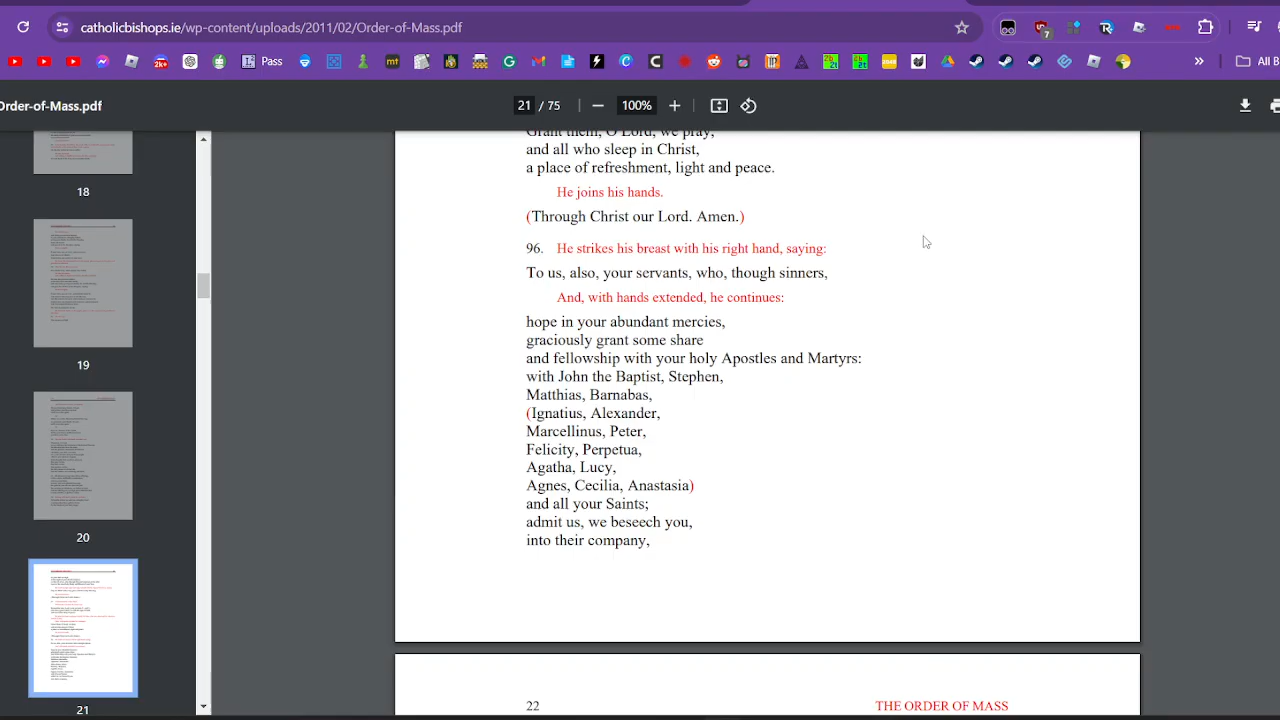 catholicbishops.ie/wp-content/uploads/2011/02/Order-of-Mass.pdf
7
Pass
All B
Order-of-Mass.pdf
21 / 75
100%
18
19
20
21
Grant them, O Lord, we pray,
and all who sleep in Christ,
a place of refreshment, light and peace.
He joins his hands.
(Through Christ our Lord. Amen.)
96. He strikes his breast with his right hand, saying:
To us, also, your servants, who, though sinners,
And, with hands extended, he continues:
hope in your abundant mercies,
graciously grant some share
and fellowship with your holy Apostles and Martyrs:
with John the Baptist, Stephen,
Matthias, Barnabas,
(Ignatius, Alexander,
Marcellinus, Peter,
Felicity, Perpetua,
Agatha, Lucy,
Agnes, Cecilia, Anastasia)
and all your Saints;
admit us, we beseech you,
into their company,
22 THE ORDER OF MASS